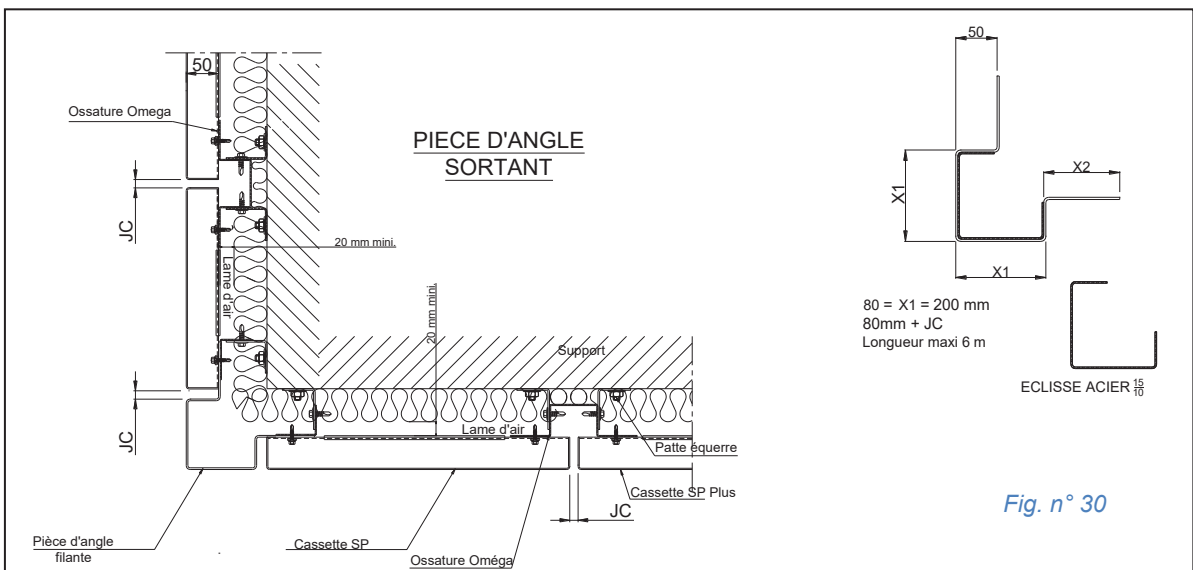 50
Ossature Omega
PIECE D'ANGLE
SORTANT
JC
20 mm mini.
Lame d'air
20 mm mini.
Support
JC
Lame d'air
Patte équerre
Cassette SP Plus
JC
Pièce d'angle
filante
Cassette SP
Ossature Oméga
50
X1
X2
X1
80 = X1 = 200 mm
80mm + JC
Longueur maxi 6 m
ECLISSE ACIER 15/10
Fig. n° 30